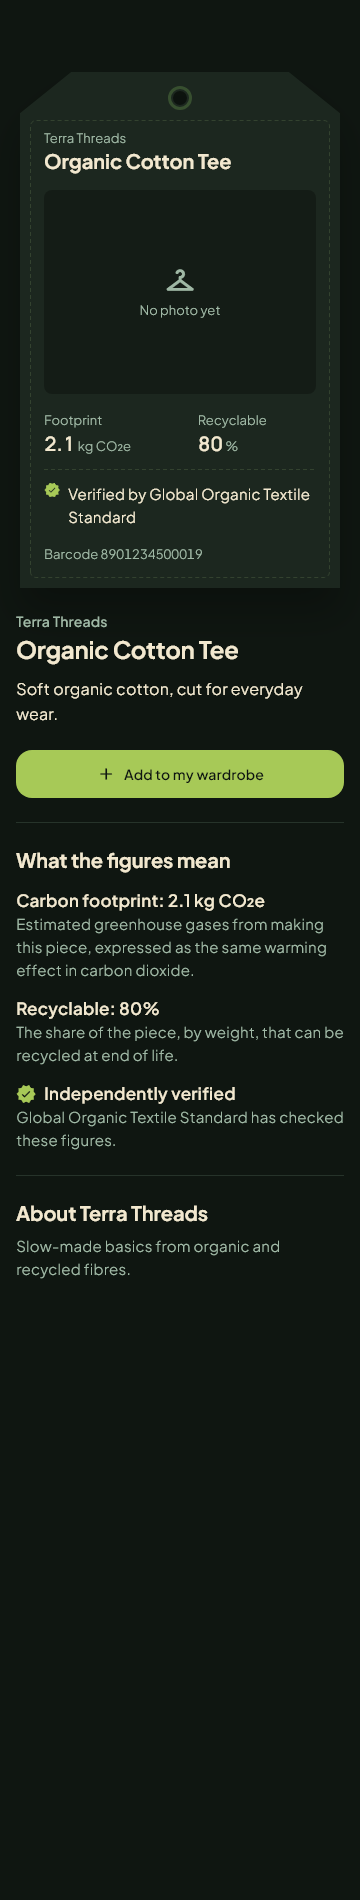 Terra Threads
Organic Cotton Tee
No photo yet
Footprint
Recyclable
2.1 kg CO₂e
80 %
Verified by Global Organic Textile
Standard
Barcode 8901234500019
Terra Threads
Organic Cotton Tee
Soft organic cotton, cut for everyday
wear.
Add to my wardrobe
What the figures mean
Carbon footprint: 2.1 kg CO₂e
Estimated greenhouse gases from making
this piece, expressed as the same warming
effect in carbon dioxide.
Recyclable: 80%
The share of the piece, by weight, that can be
recycled at end of life.
Independently verified
Global Organic Textile Standard has checked
these figures.
About Terra Threads
Slow-made basics from organic and
recycled fibres.